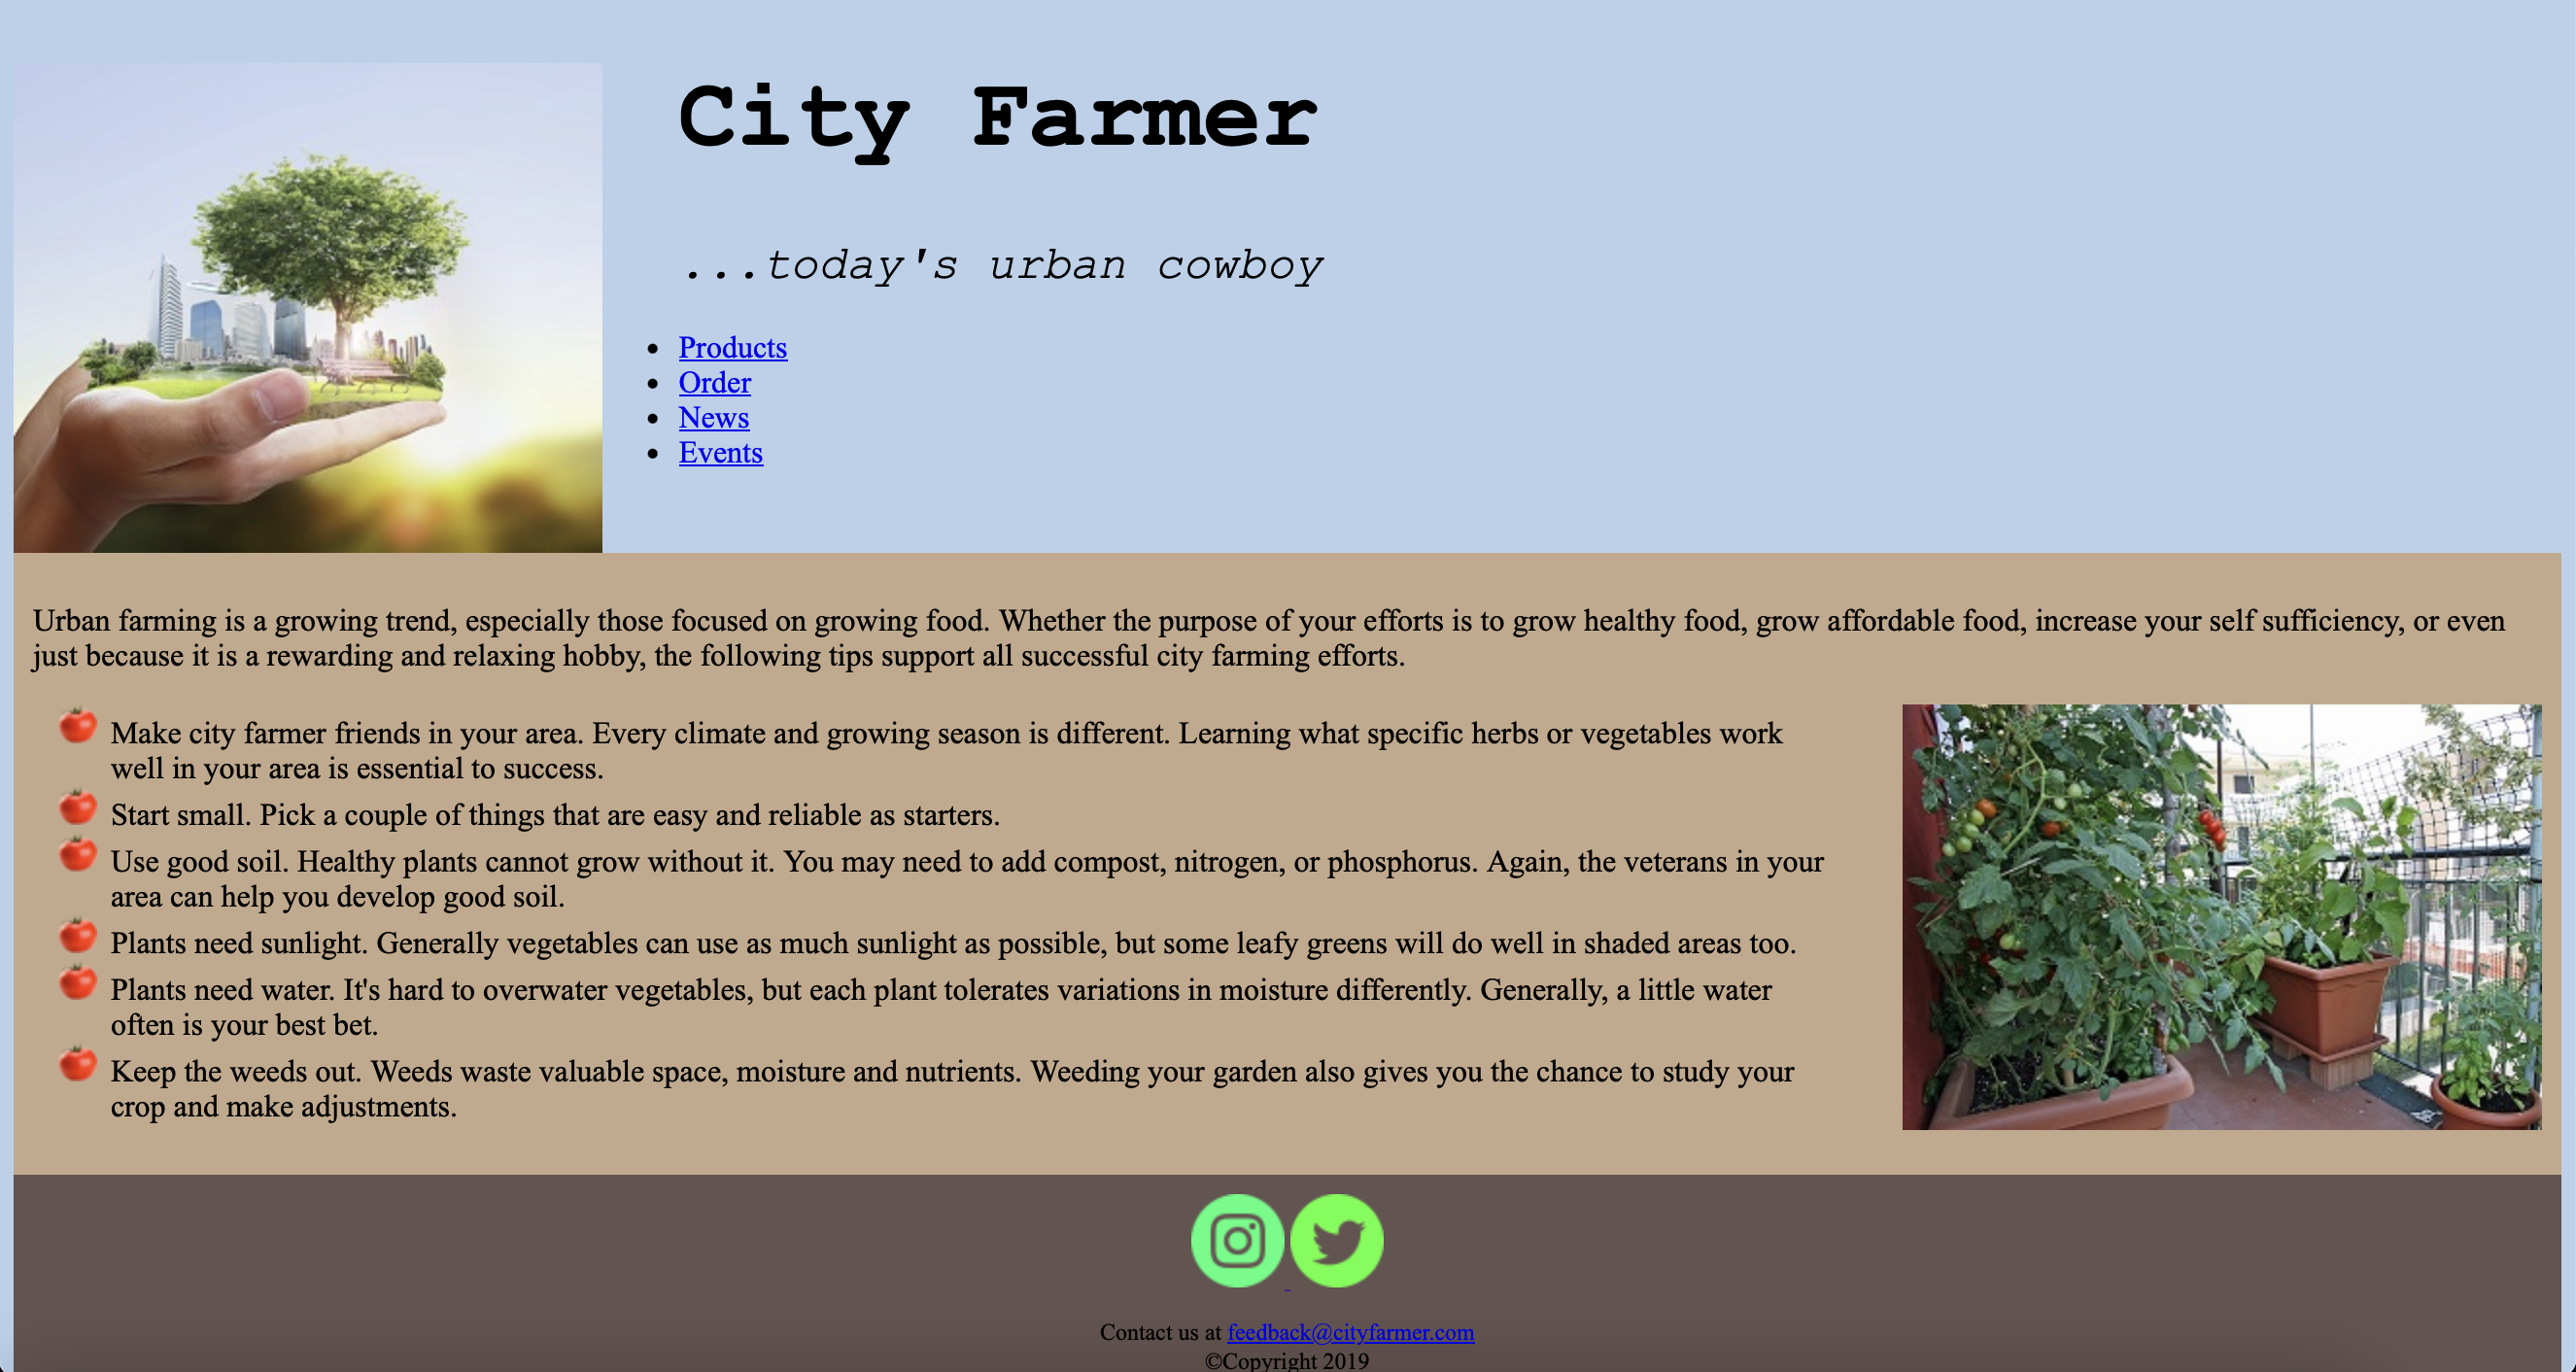 City Farmer
...today's urban cowboy
Products
Order
News
Events
Urban farming is a growing trend, especially those focused on growing food. Whether the purpose of your efforts is to grow healthy food, grow affordable food, increase your self sufficiency, or even
just because it is a rewarding and relaxing hobby, the following tips support all successful city farming efforts.
Make city farmer friends in your area. Every climate and growing season is different. Learning what specific herbs or vegetables work
well in your area is essential to success.
Start small. Pick a couple of things that are easy and reliable as starters.
Use good soil. Healthy plants cannot grow without it. You may need to add compost, nitrogen, or phosphorus. Again, the veterans in your
area can help you develop good soil.
Plants need sunlight. Generally vegetables can use as much sunlight as possible, but some leafy greens will do well in shaded areas too.
Plants need water. It's hard to overwater vegetables, but each plant tolerates variations in moisture differently. Generally, a little water
often is your best bet.
Keep the weeds out. Weeds waste valuable space, moisture and nutrients. Weeding your garden also gives you the chance to study your
crop and make adjustments.
Contact us at feedback@cityfarmer.com
©Copyright 2019